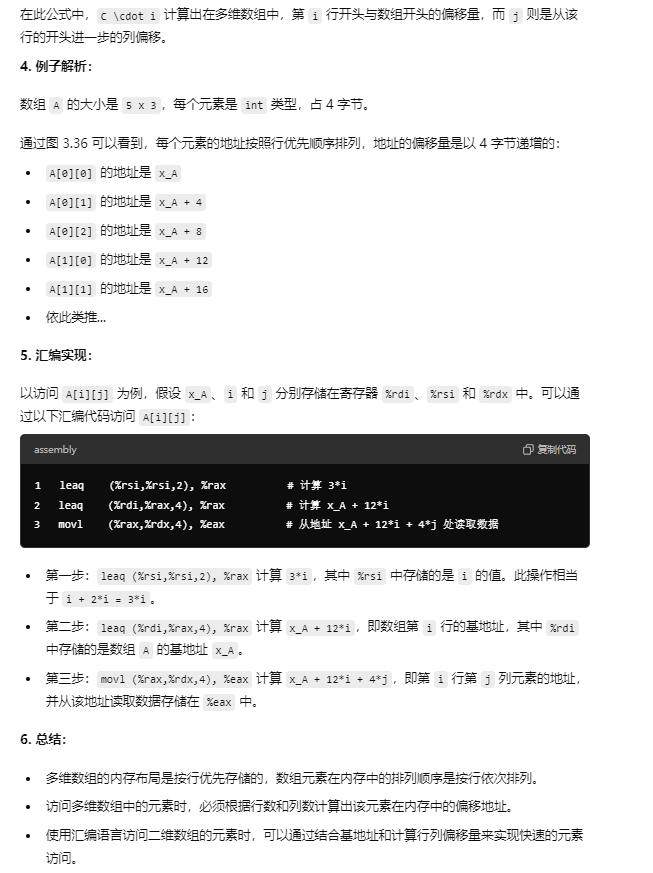 在此公式中，C \cdot i 计算出在多维数组中，第 i 行开头与数组开头的偏移量，而 j 则是从该
行的开头进一步的列偏移。
4. 例子解析：
数组 A 的大小是 5 x 3，每个元素是 int 类型，占 4 字节。
通过图 3.36 可以看到，每个元素的地址按照行优先顺序排列，地址的偏移量是以 4 字节递增的：
• A[0][0] 的地址是 x_A
• A[0][1] 的地址是 x_A + 4
• A[0][2] 的地址是 x_A + 8
• A[1][0] 的地址是 x_A + 12
• A[1][1] 的地址是 x_A + 16
• 依此类推...
5. 汇编实现：
以访问 A[i][j] 为例，假设 x_A、i 和 j 分别存储在寄存器 %rdi、%rsi 和 %rdx 中。可以通
过以下汇编代码访问 A[i][j]：
assembly 复制代码
1 leaq (%rsi,%rsi,2), %rax # 计算 3*i
2 leaq (%rdi,%rax,4), %rax # 计算 x_A + 12*i
3 movl (%rax,%rdx,4), %eax # 从地址 x_A + 12*i + 4*j 处读取数据
• 第一步：leaq (%rsi,%rsi,2), %rax 计算 3*i，其中 %rsi 中存储的是 i 的值。此操作相当
于 i + 2*i = 3*i。
• 第二步：leaq (%rdi,%rax,4), %rax 计算 x_A + 12*i，即数组第 i 行的基地址，其中 %rdi
中存储的是数组 A 的基地址 x_A。
• 第三步：movl (%rax,%rdx,4), %eax 计算 x_A + 12*i + 4*j，即第 i 行第 j 列元素的地址，
并从该地址读取数据存储在 %eax 中。
6. 总结：
• 多维数组的内存布局是按行优先存储的，数组元素在内存中的排列顺序是按行依次排列。
• 访问多维数组中的元素时，必须根据行数和列数计算出该元素在内存中的偏移地址。
• 使用汇编语言访问二维数组的元素时，可以通过结合基地址和计算行列偏移量来实现快速的元素
访问。